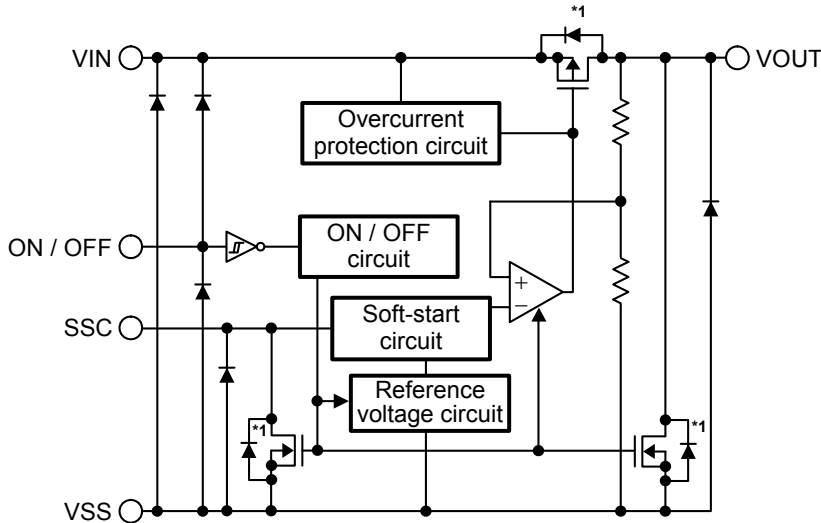 *1
VIN
VOUT
Overcurrent
protection circuit
ON / OFF
ON / OFF
circuit
+
−
SSC
Soft-start
circuit
Reference
voltage circuit
*1
*1
VSS